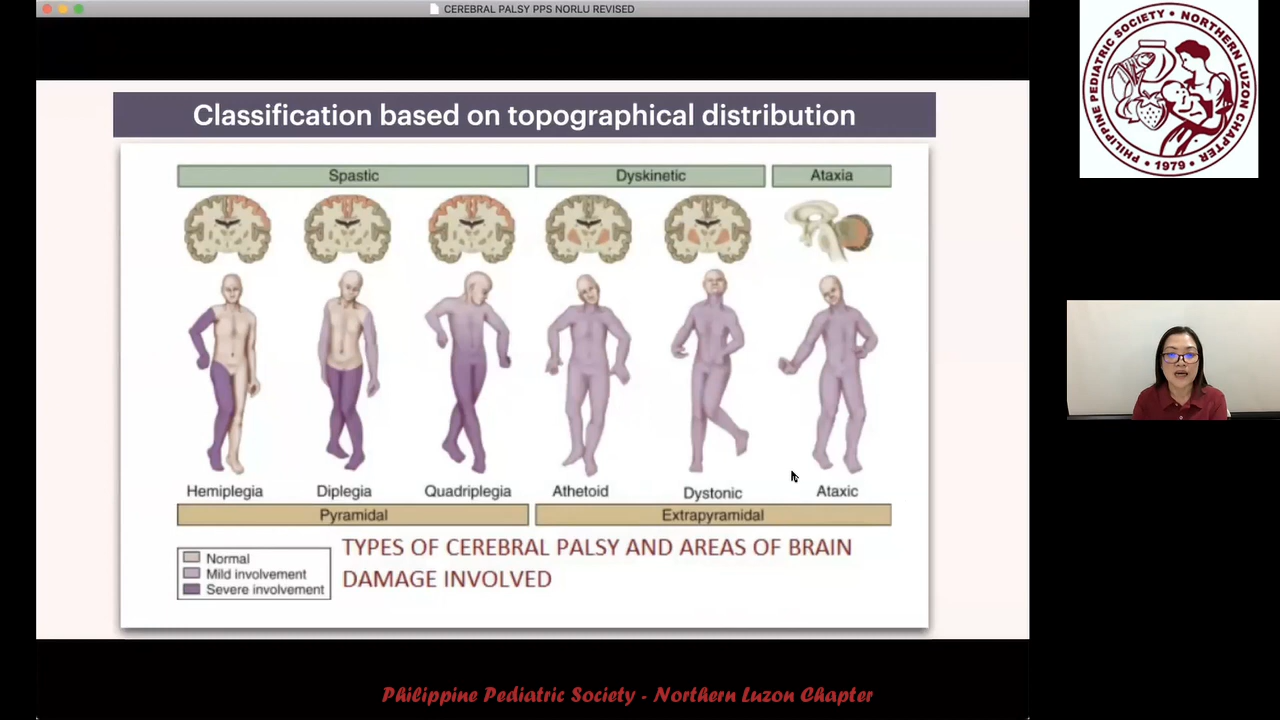 CEREBRAL PALSY PPS NORLU REVISED
PHILIPPINE PEDIATRIC SOCIETY • NORTHERN LUZON CHAPTER
• 1979 •
Classification based on topographical distribution
Spastic
Dyskinetic
Ataxia
Hemiplegia
Diplegia
Quadriplegia
Athetoid
Dystonic
Ataxic
Pyramidal
Extrapyramidal
Normal
Mild involvement
Severe involvement
TYPES OF CEREBRAL PALSY AND AREAS OF BRAIN
DAMAGE INVOLVED
Philippine Pediatric Society - Northern Luzon Chapter